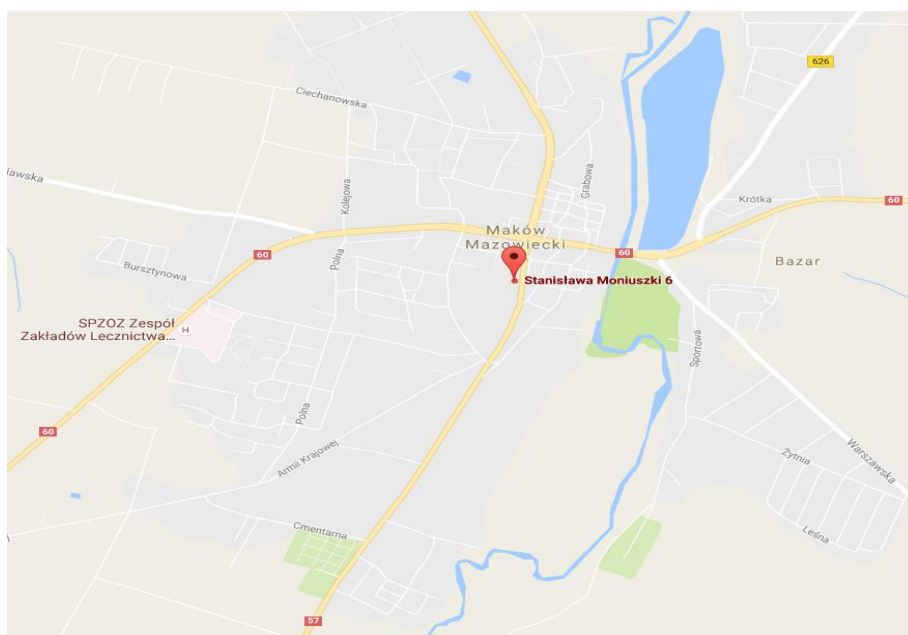 626
Ciechanowska
iawska
Kolejowa
Grabowa
Krótka
60
Maków
Mazowiecki
60
60
Polna
Bursztynowa
Bazar
Stanisława Moniuszki 6
SPZOZ Zespół
Zakładów Lecznictwa...
H
Sportowa
Polna
60
Armii Krajowej
Żytnia
Warszawska
Cmentarna
Leśna
57